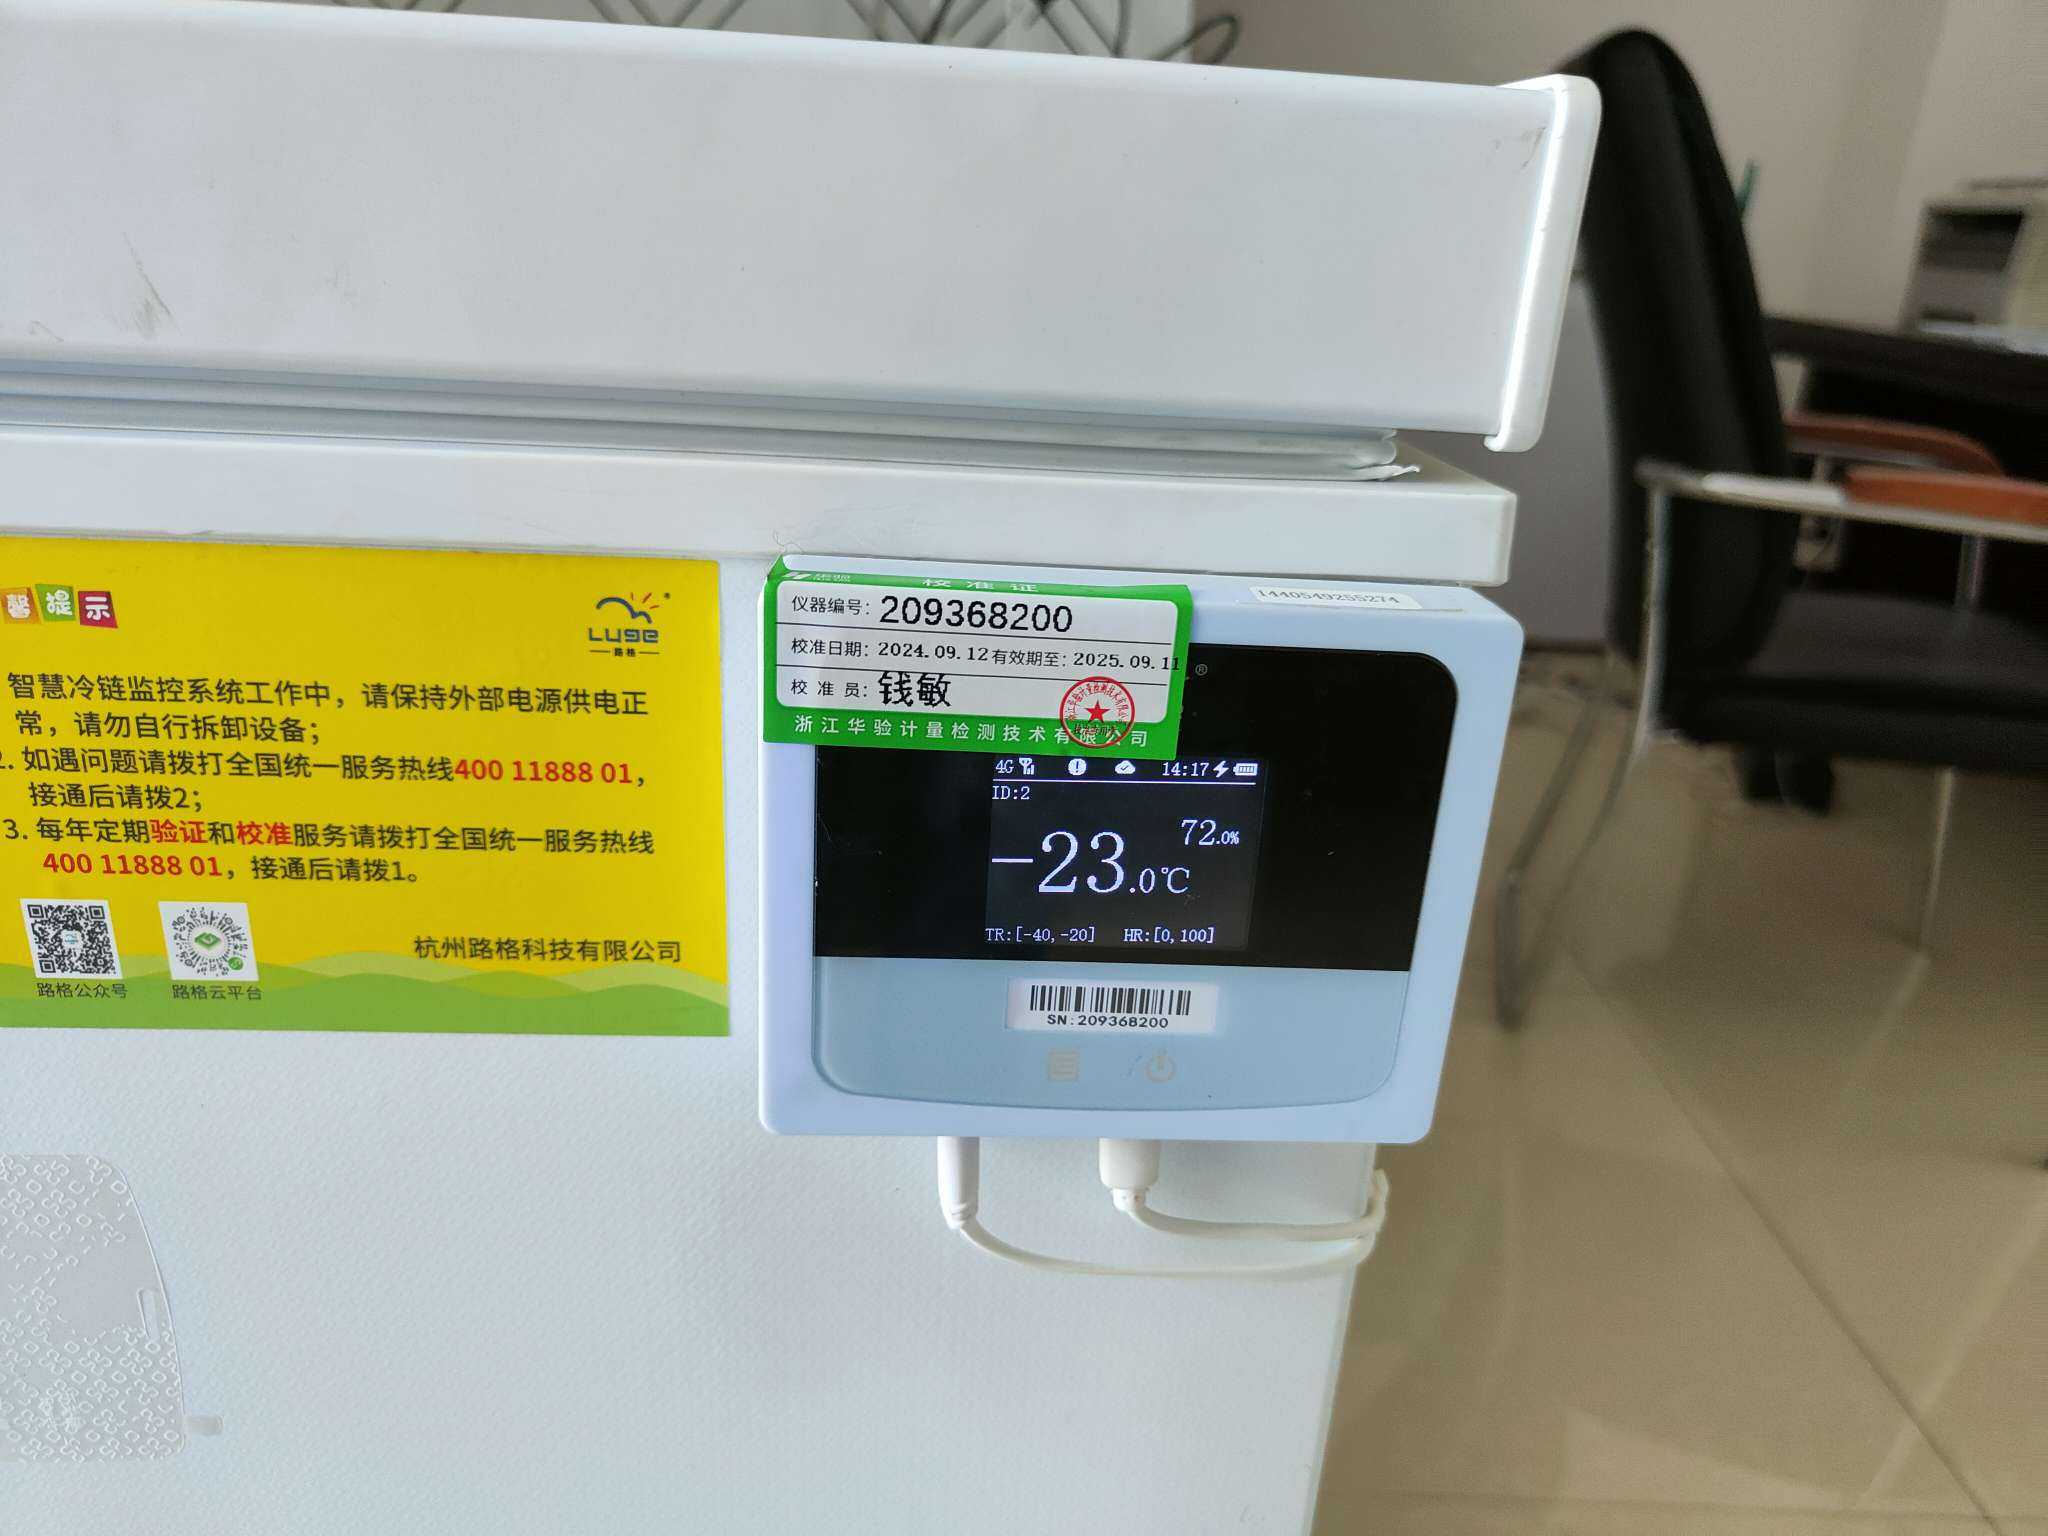 馨提示
Luge
路格
智慧冷链监控系统工作中，请保持外部电源供电正
常，请勿自行拆卸设备；
2. 如遇问题请拨打全国统一服务热线400 11888 01，
接通后请拨2；
3. 每年定期验证和校准服务请拨打全国统一服务热线
400 11888 01，接通后请拨1。
杭州路格科技有限公司
路格公众号
路格云平台
校准证
仪器编号：209368200
校准日期：2024.09.12 有效期至：2025.09.11
校准员：钱敏
浙江华验计量检测技术有限公司
14405492552​74
®
4G 14:17
ID:2
72.0%
-23.0℃
TR:[-40,-20] HR:[0,100]
SN:209368200